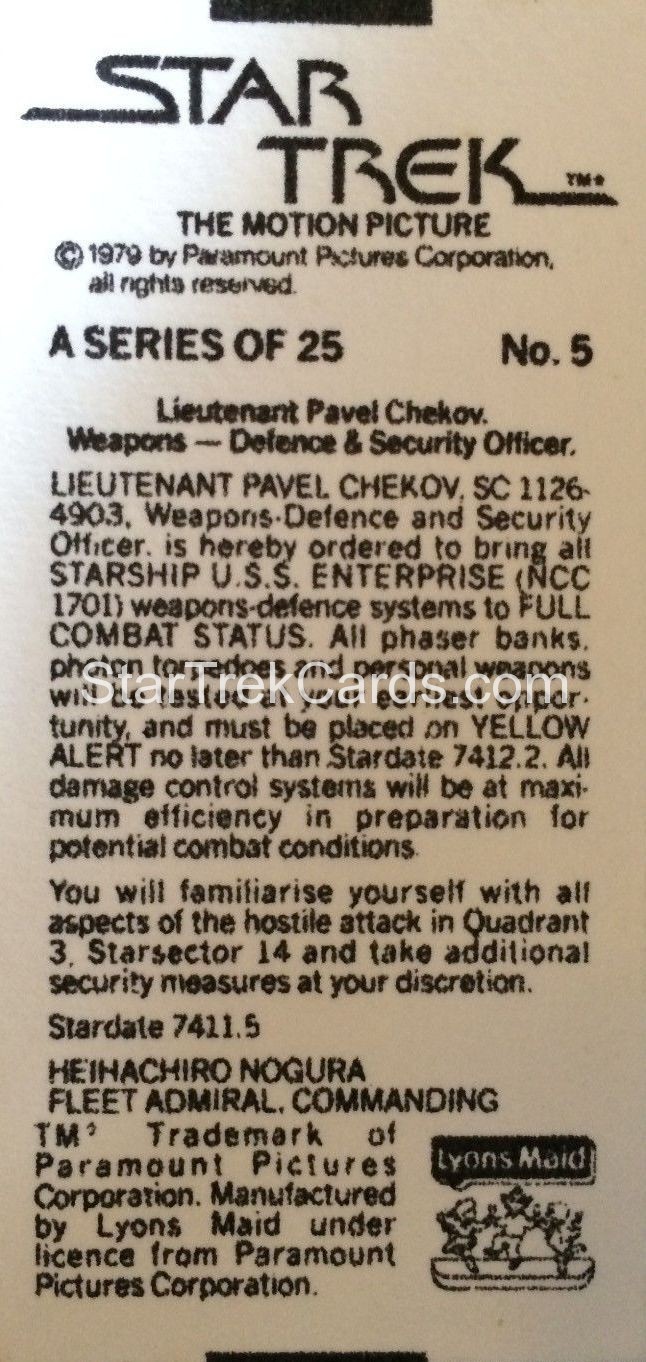 STAR
TREK TM*
THE MOTION PICTURE
© 1979 by Paramount Pictures Corporation,
all rights reserved.
A SERIES OF 25 No. 5
Lieutenant Pavel Chekov.
Weapons — Defence & Security Officer.
LIEUTENANT PAVEL CHEKOV. SC 1126-
4903, Weapons-Defence and Security
Officer. is hereby ordered to bring all
STARSHIP U.S.S. ENTERPRISE (NCC
1701) weapons-defence systems to FULL
COMBAT STATUS. All phaser banks,
photon torpedoes and personal weapons
StarTrekCards.com
will be tested at your earliest oppor-
tunity, and must be placed on YELLOW
ALERT no later than Stardate 7412.2. All
damage control systems will be at maxi-
mum efficiency in preparation for
potential combat conditions.
You will familiarise yourself with all
aspects of the hostile attack in Quadrant
3, Starsector 14 and take additional
security measures at your discretion.
Stardate 7411.5
HEIHACHIRO NOGURA
FLEET ADMIRAL, COMMANDING
TM* Trademark of
Paramount Pictures
Corporation. Manufactured
by Lyons Maid under
licence from Paramount
Pictures Corporation.
Lyons Maid